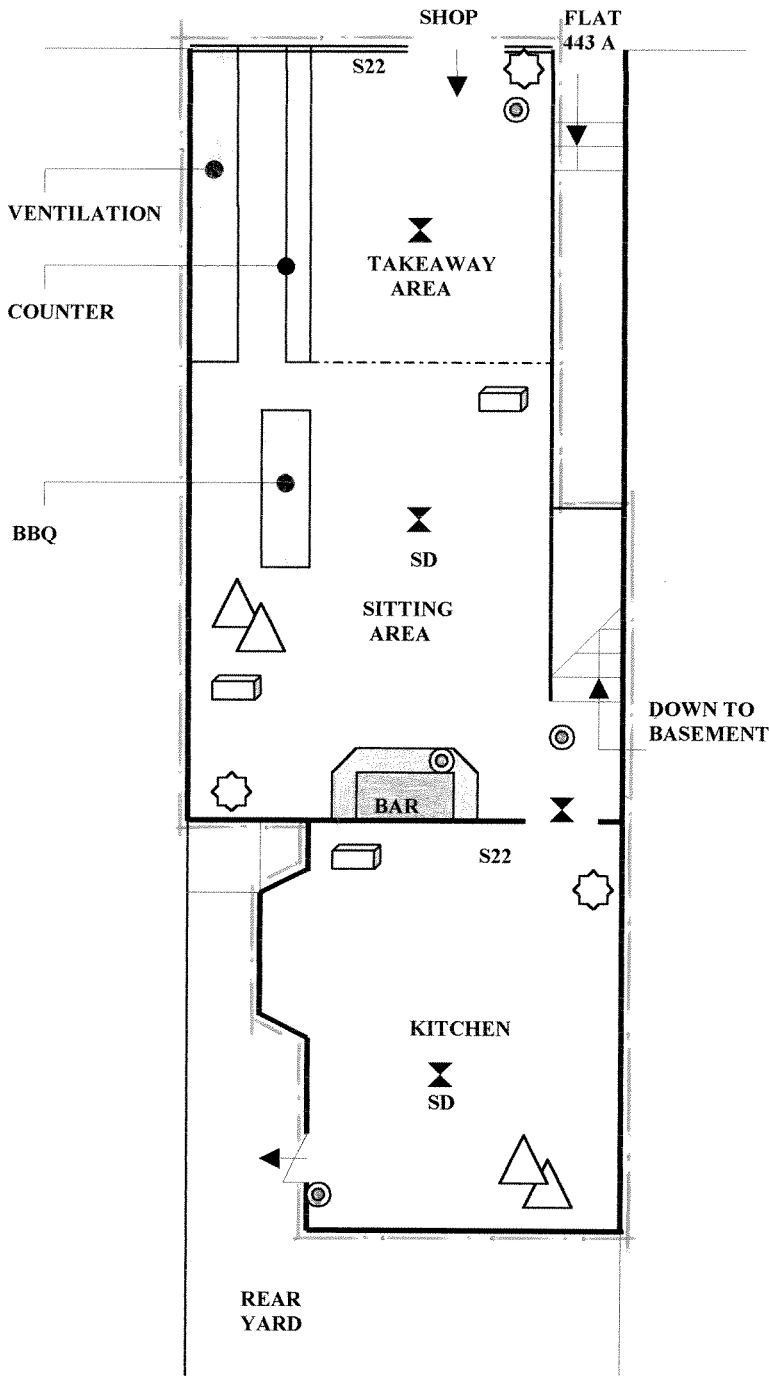 SHOP
FLAT
443 A
S22
VENTILATION
TAKEAWAY
AREA
COUNTER
BBQ
SD
SITTING
AREA
DOWN TO
BASEMENT
BAR
S22
KITCHEN
SD
REAR
YARD